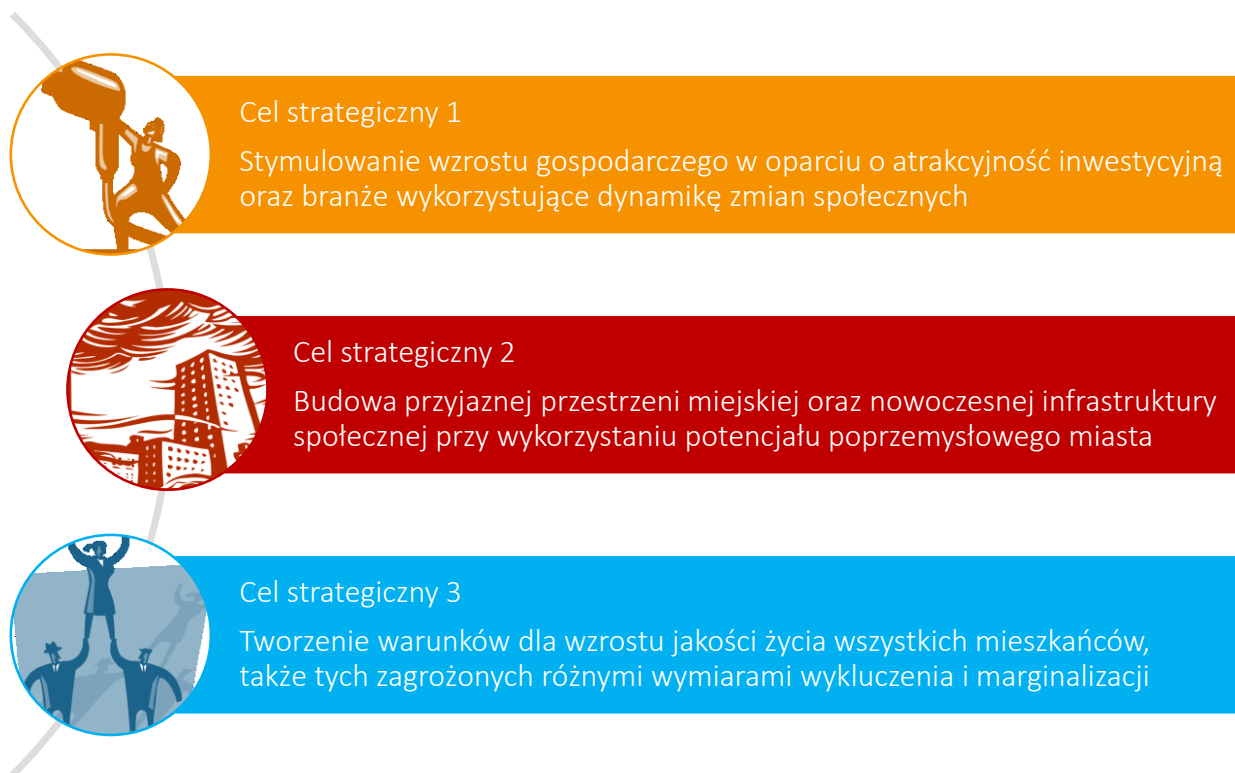 Cel strategiczny 1
Stymulowanie wzrostu gospodarczego w oparciu o atrakcyjność inwestycyjną
oraz branże wykorzystujące dynamikę zmian społecznych
Cel strategiczny 2
Budowa przyjaznej przestrzeni miejskiej oraz nowoczesnej infrastruktury
społecznej przy wykorzystaniu potencjału poprzemysłowego miasta
Cel strategiczny 3
Tworzenie warunków dla wzrostu jakości życia wszystkich mieszkańców,
także tych zagrożonych różnymi wymiarami wykluczenia i marginalizacji